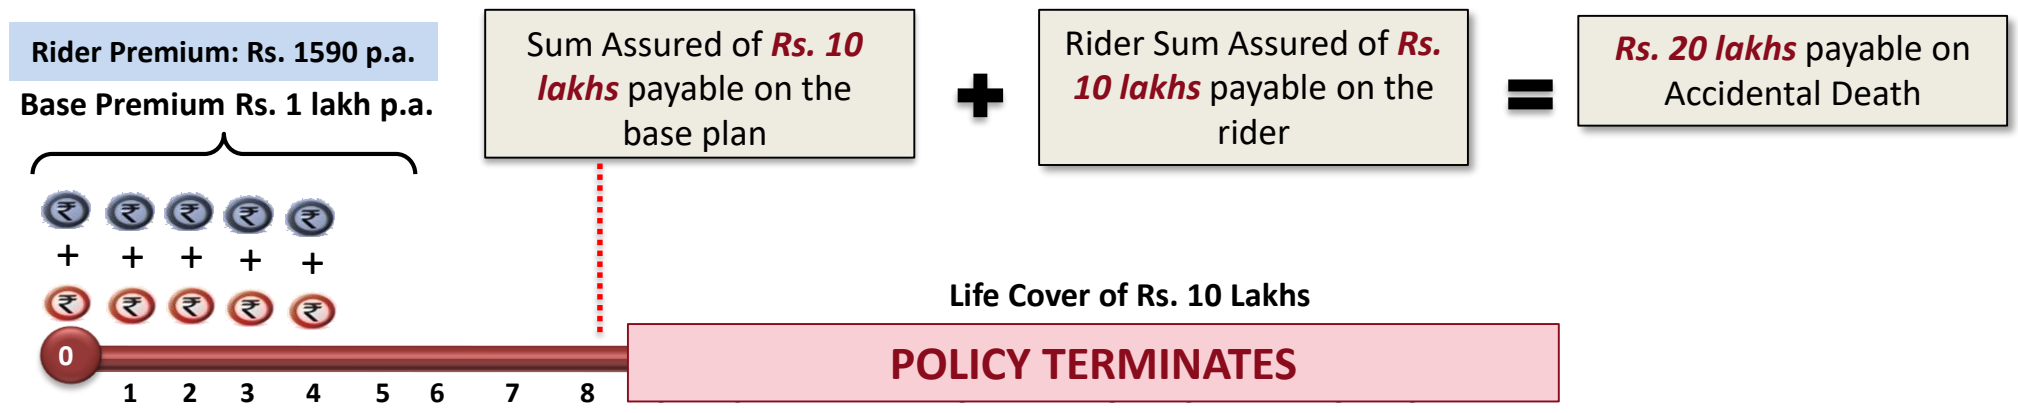 Rider Premium: Rs. 1590 p.a.
Base Premium Rs. 1 lakh p.a.
Sum Assured of Rs. 10
lakhs payable on the
base plan
+
Rider Sum Assured of Rs.
10 lakhs payable on the
rider
=
Rs. 20 lakhs payable on
Accidental Death
₹ ₹ ₹ ₹ ₹
+ + + + +
₹ ₹ ₹ ₹ ₹
Life Cover of Rs. 10 Lakhs
0
POLICY TERMINATES
1 2 3 4 5 6 7 8